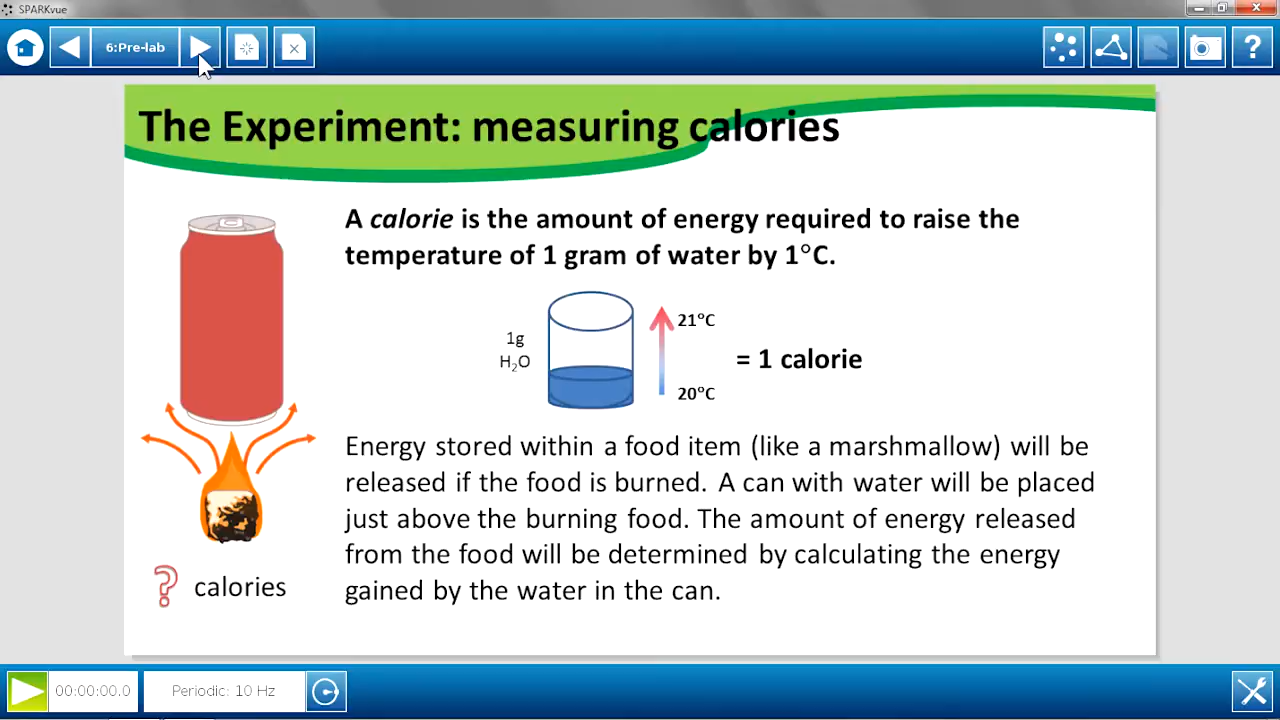 SPARKvue
6:Pre-lab
?
The Experiment: measuring calories
A calorie is the amount of energy required to raise the
temperature of 1 gram of water by 1°C.
1g
H₂O
21°C
20°C
= 1 calorie
Energy stored within a food item (like a marshmallow) will be
released if the food is burned. A can with water will be placed
just above the burning food. The amount of energy released
from the food will be determined by calculating the energy
gained by the water in the can.
? calories
00:00:00.0
Periodic: 10 Hz